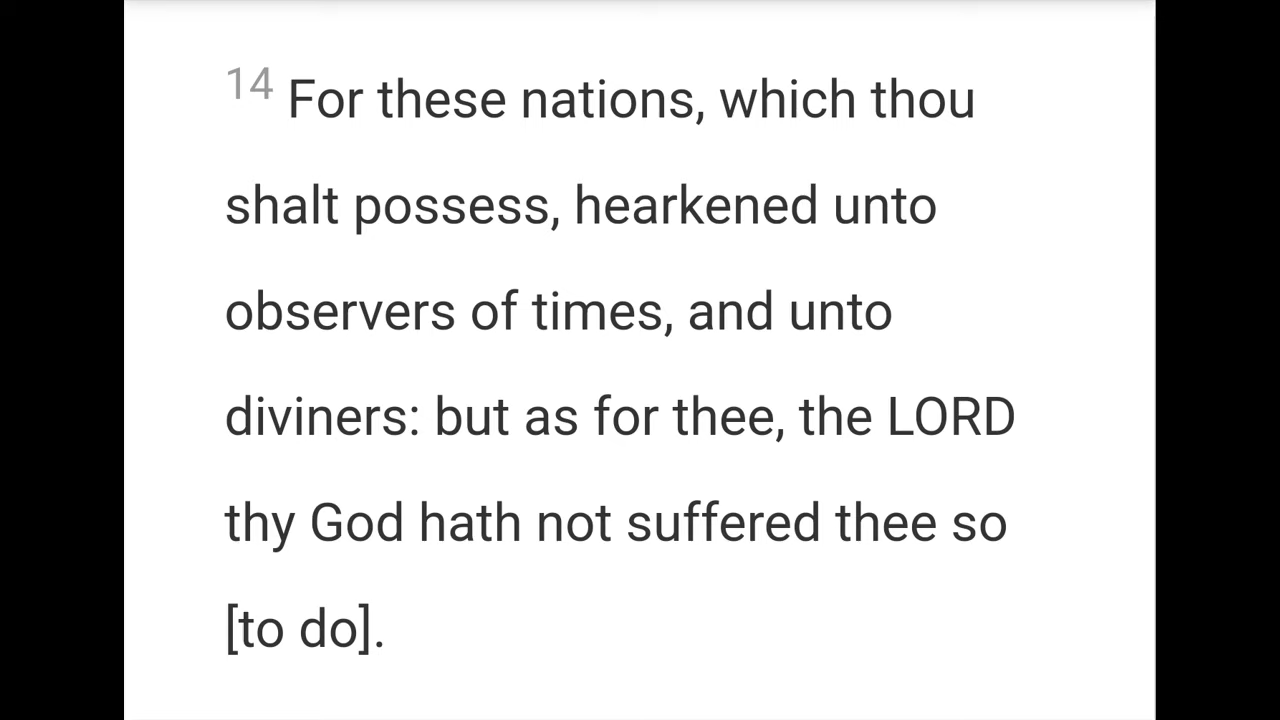 14 For these nations, which thou
shalt possess, hearkened unto
observers of times, and unto
diviners: but as for thee, the LORD
thy God hath not suffered thee so
[to do].